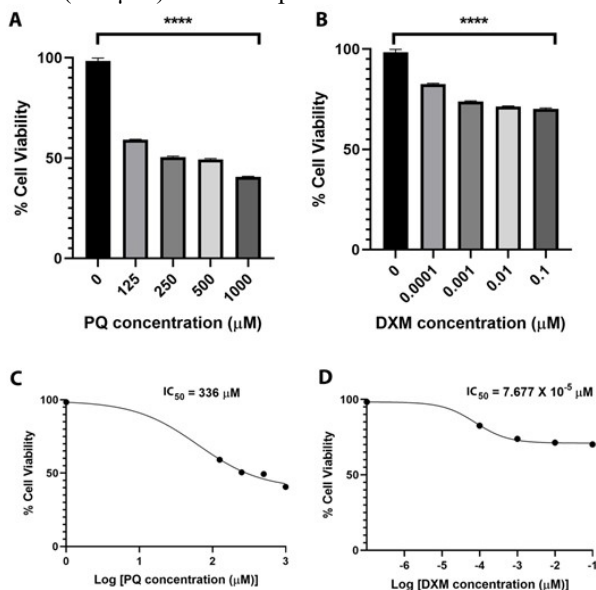 A
****
% Cell Viability
100
50
0
0
125
250
500
1000
PQ concentration (μM)
B
****
% Cell Viability
100
50
0
0
0.0001
0.001
0.01
0.1
DXM concentration (μM)
C
IC50 = 336 μM
% Cell Viability
100
50
0
0
1
2
3
Log [PQ concentration (μM)]
D
IC50 = 7.677 X 10-5 μM
% Cell Viability
100
50
0
-6
-5
-4
-3
-2
-1
Log [DXM concentration (μM)]